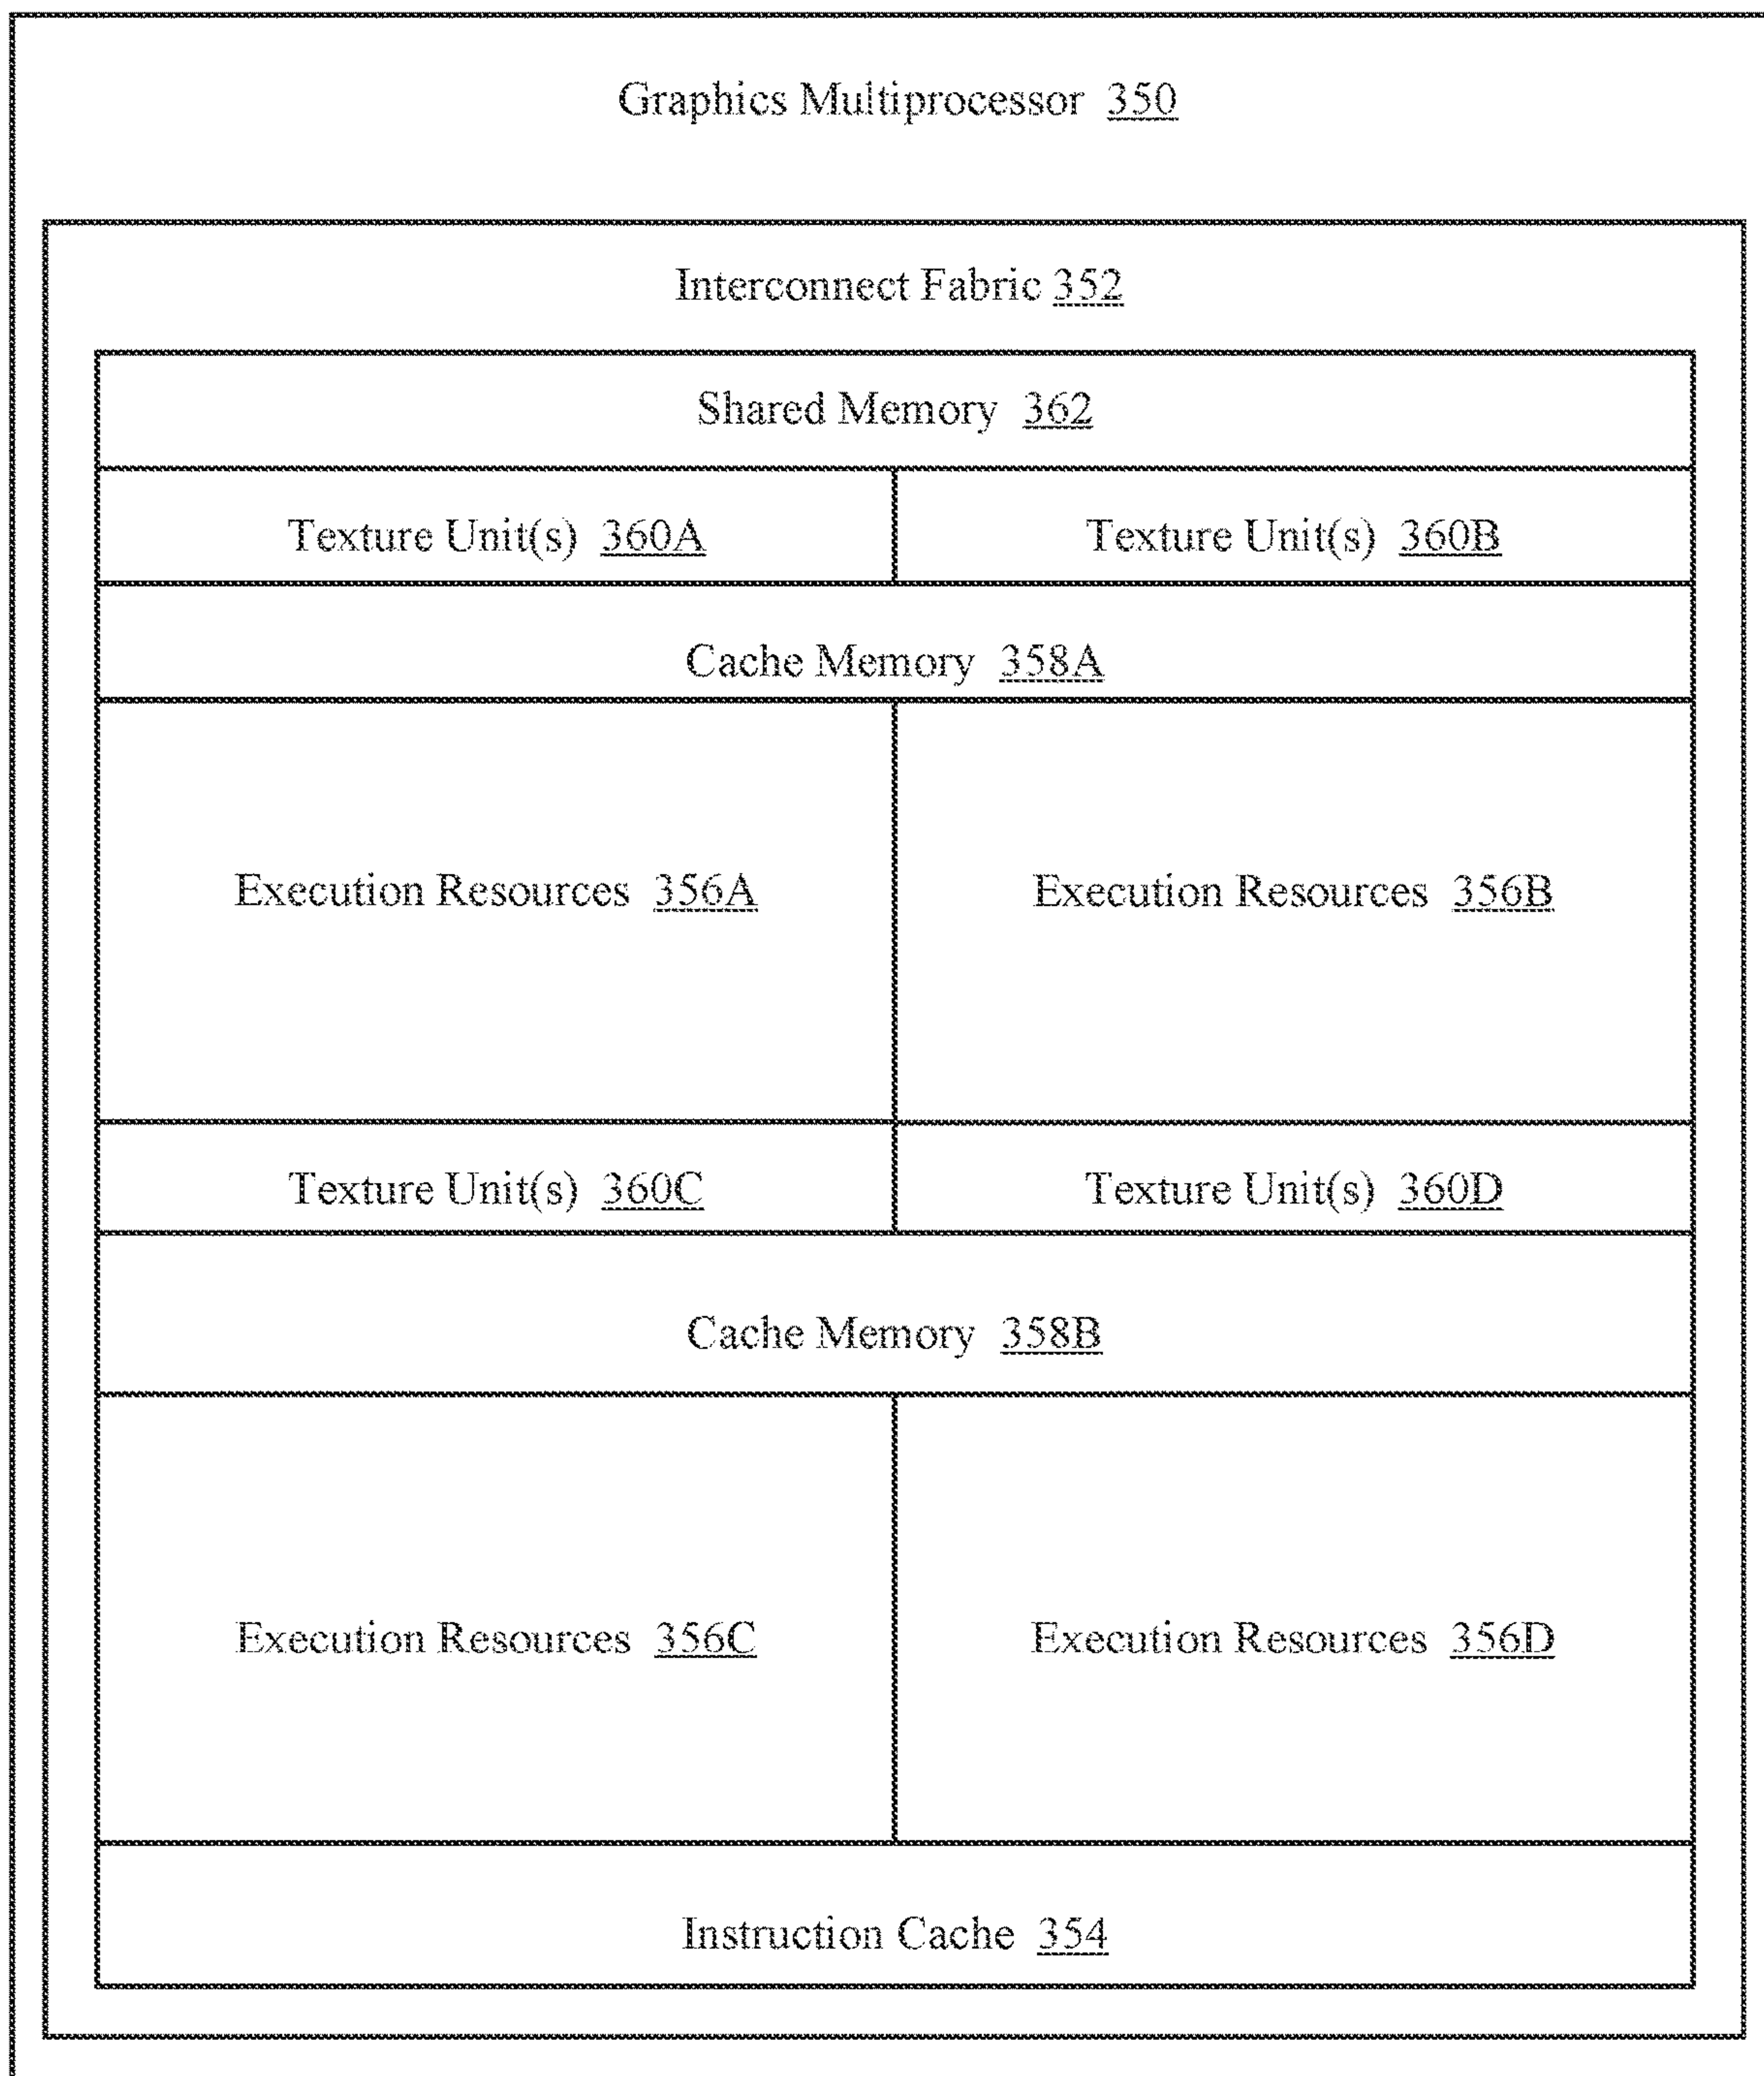 Graphics Multiprocessor 350
Interconnect Fabric 352
Shared Memory 362
Texture Unit(s) 360A
Texture Unit(s) 360B
Cache Memory 358A
Execution Resources 356A
Execution Resources 356B
Texture Unit(s) 360C
Texture Unit(s) 360D
Cache Memory 358B
Execution Resources 356C
Execution Resources 356D
Instruction Cache 354